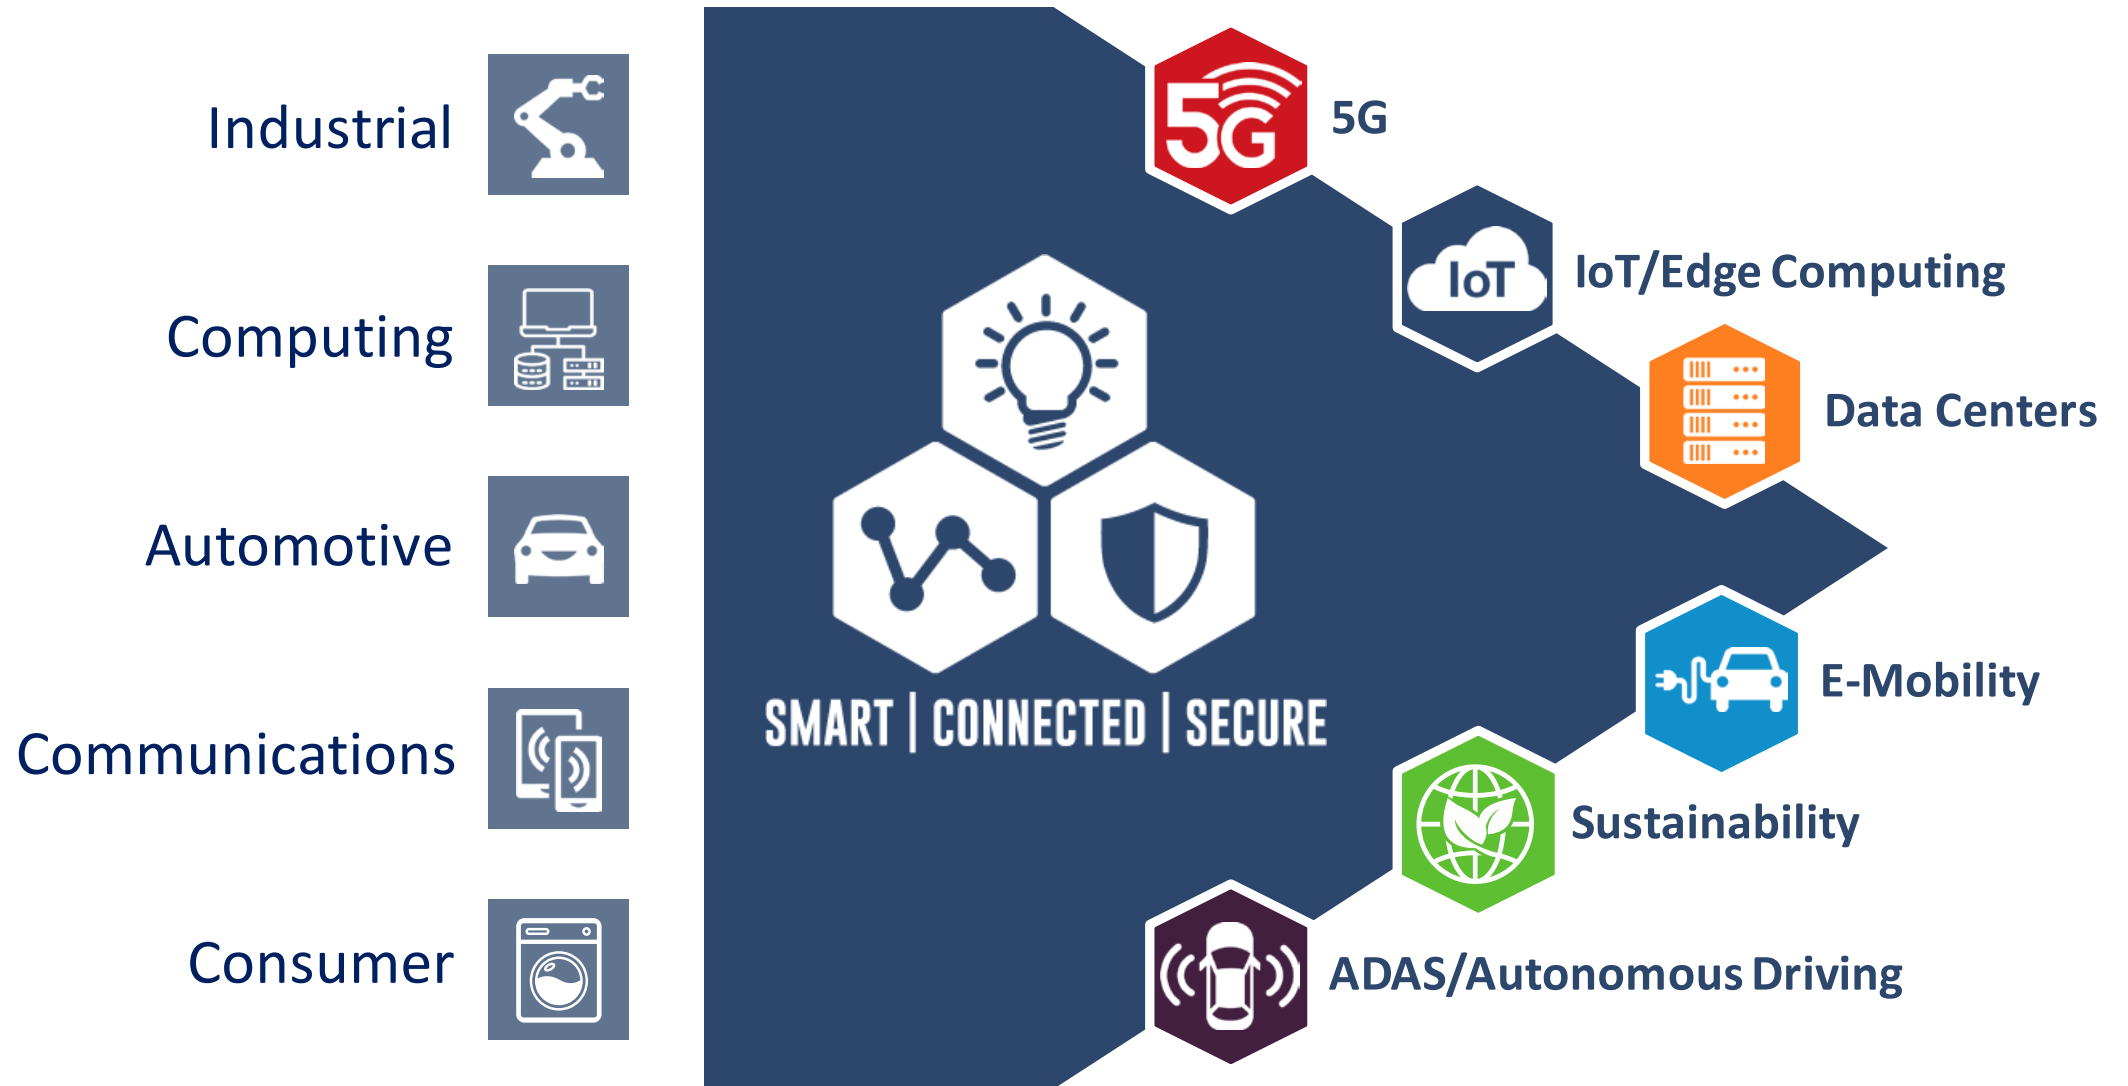 Industrial
Computing
Automotive
Communications
Consumer
SMART | CONNECTED | SECURE
5G
5G
IoT
IoT/Edge Computing
Data Centers
E-Mobility
Sustainability
ADAS/Autonomous Driving